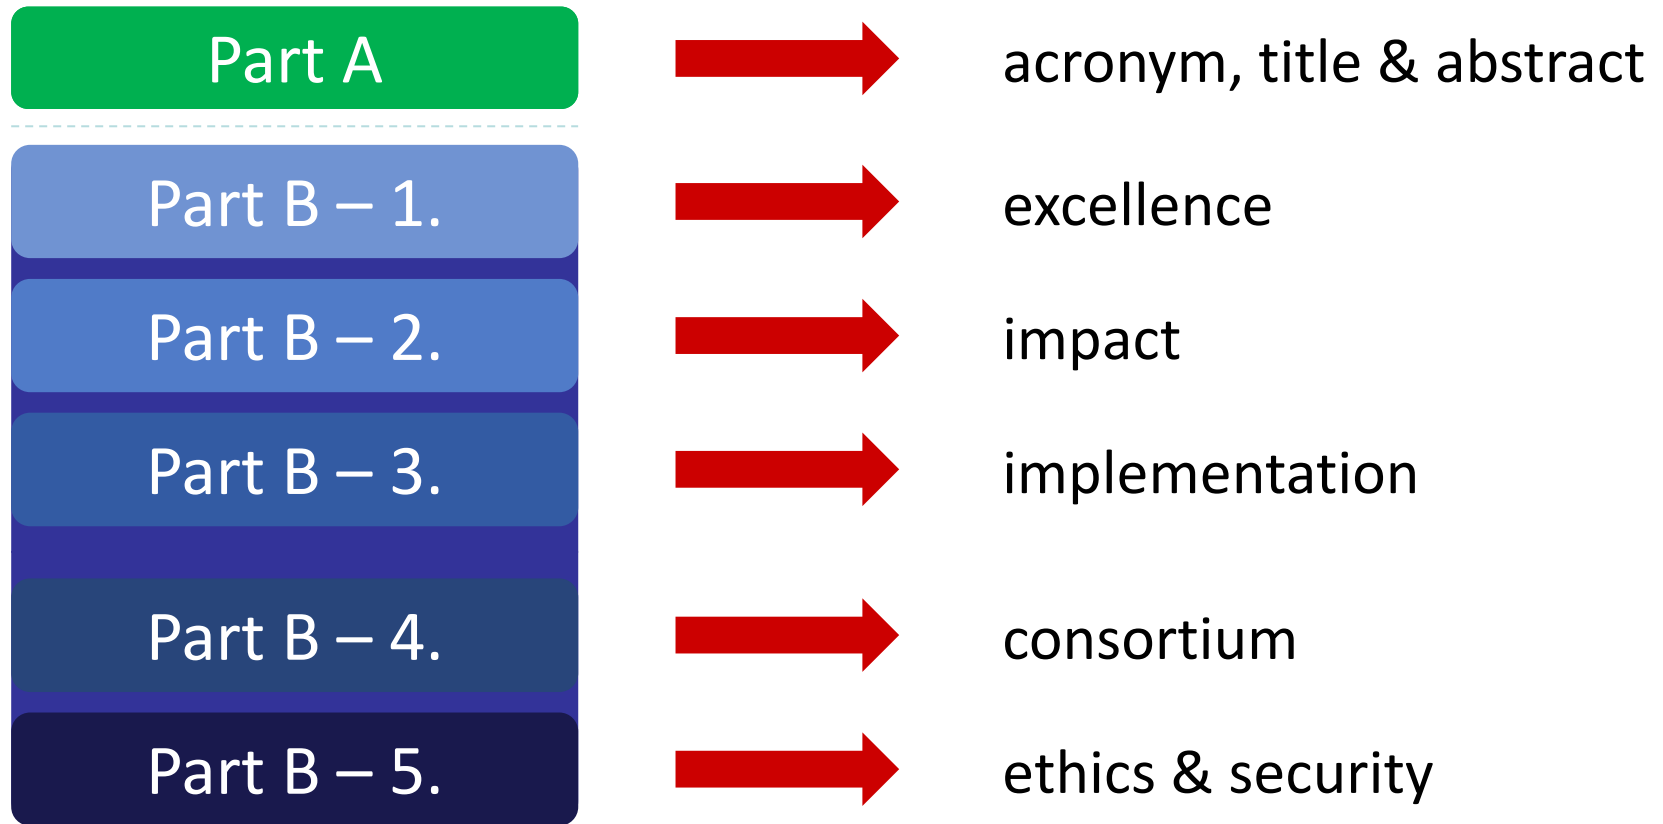 Part A
acronym, title & abstract
Part B – 1.
excellence
Part B – 2.
impact
Part B – 3.
implementation
Part B – 4.
consortium
Part B – 5.
ethics & security